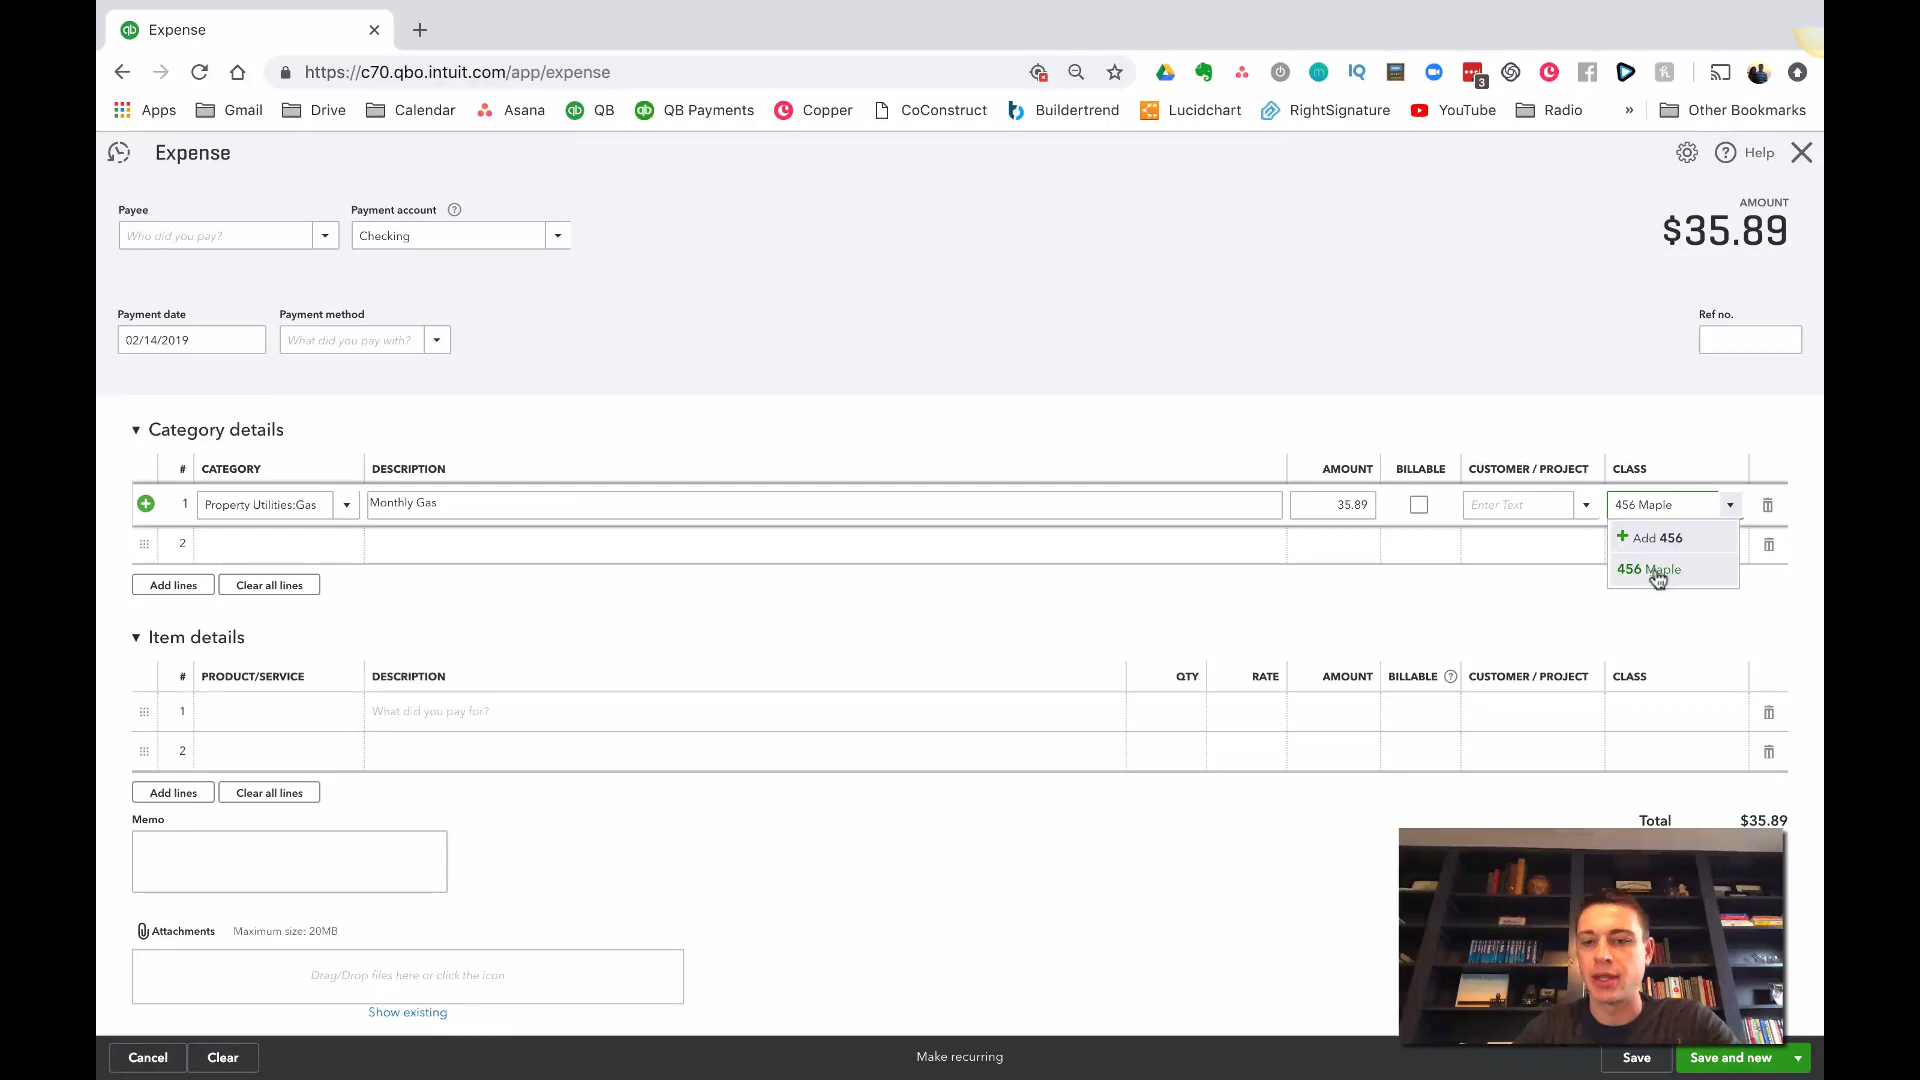 Expense
https://c70.qbo.intuit.com/app/expense
3
Apps Gmail Drive Calendar Asana QB QB Payments Copper CoConstruct Buildertrend Lucidchart RightSignature YouTube Radio » Other Bookmarks
Expense
Help
Payee
Payment account
AMOUNT
Who did you pay?
Checking
$35.89
Payment date
Payment method
Ref no.
02/14/2019
What did you pay with?
Category details
# CATEGORY DESCRIPTION AMOUNT BILLABLE CUSTOMER / PROJECT CLASS
1 Property Utilities:Gas Monthly Gas 35.89 Enter Text 456 Maple
Add 456
2
456 Maple
Add lines Clear all lines
Item details
# PRODUCT/SERVICE DESCRIPTION QTY RATE AMOUNT BILLABLE CUSTOMER / PROJECT CLASS
1 What did you pay for?
2
Add lines Clear all lines
Memo
Total $35.89
Attachments Maximum size: 20MB
Drag/Drop files here or click the icon
Show existing
Cancel Clear Make recurring Save Save and new